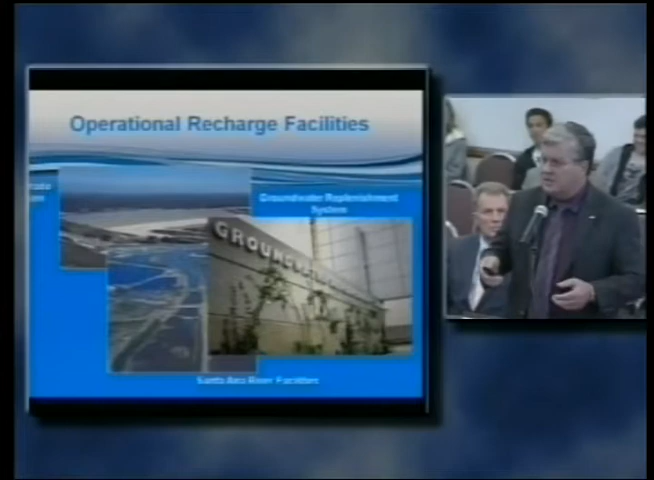 Operational Recharge Facilities
Groundwater Replenishment
System
GROUN
Santa Ana River Facilities